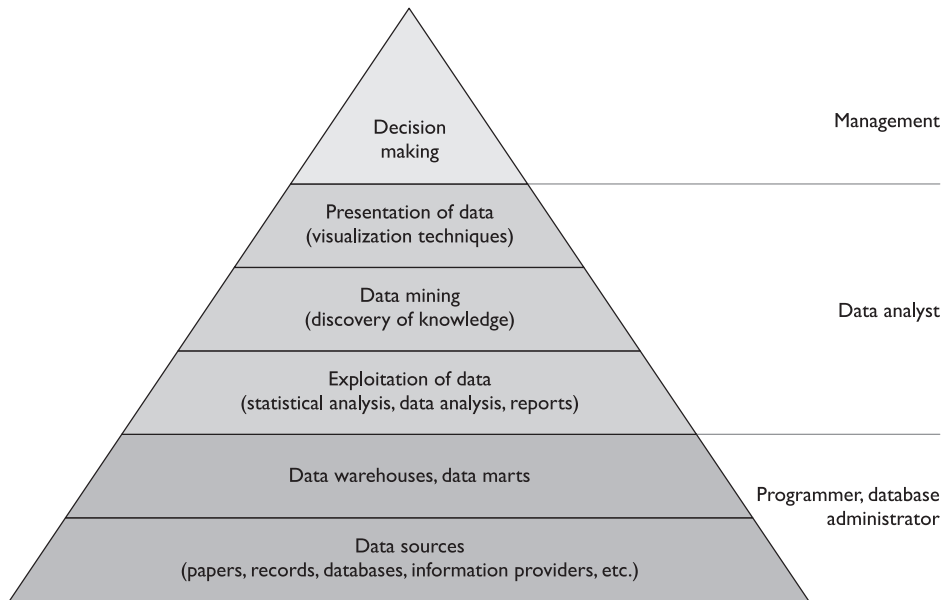 Decision
making
Management
Presentation of data
(visualization techniques)
Data mining
(discovery of knowledge)
Data analyst
Exploitation of data
(statistical analysis, data analysis, reports)
Data warehouses, data marts
Programmer, database
administrator
Data sources
(papers, records, databases, information providers, etc.)